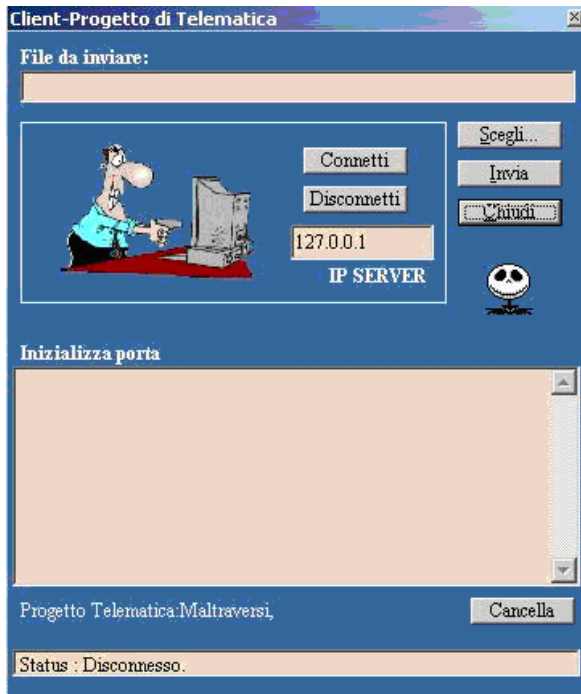 Client-Progetto di Telematica
File da inviare:
Scegli...
Connetti
Invia
Disconnetti
Chiudi
127.0.0.1
IP SERVER
Inizializza porta
Progetto Telematica:Maltraversi,
Cancella
Status : Disconnesso.